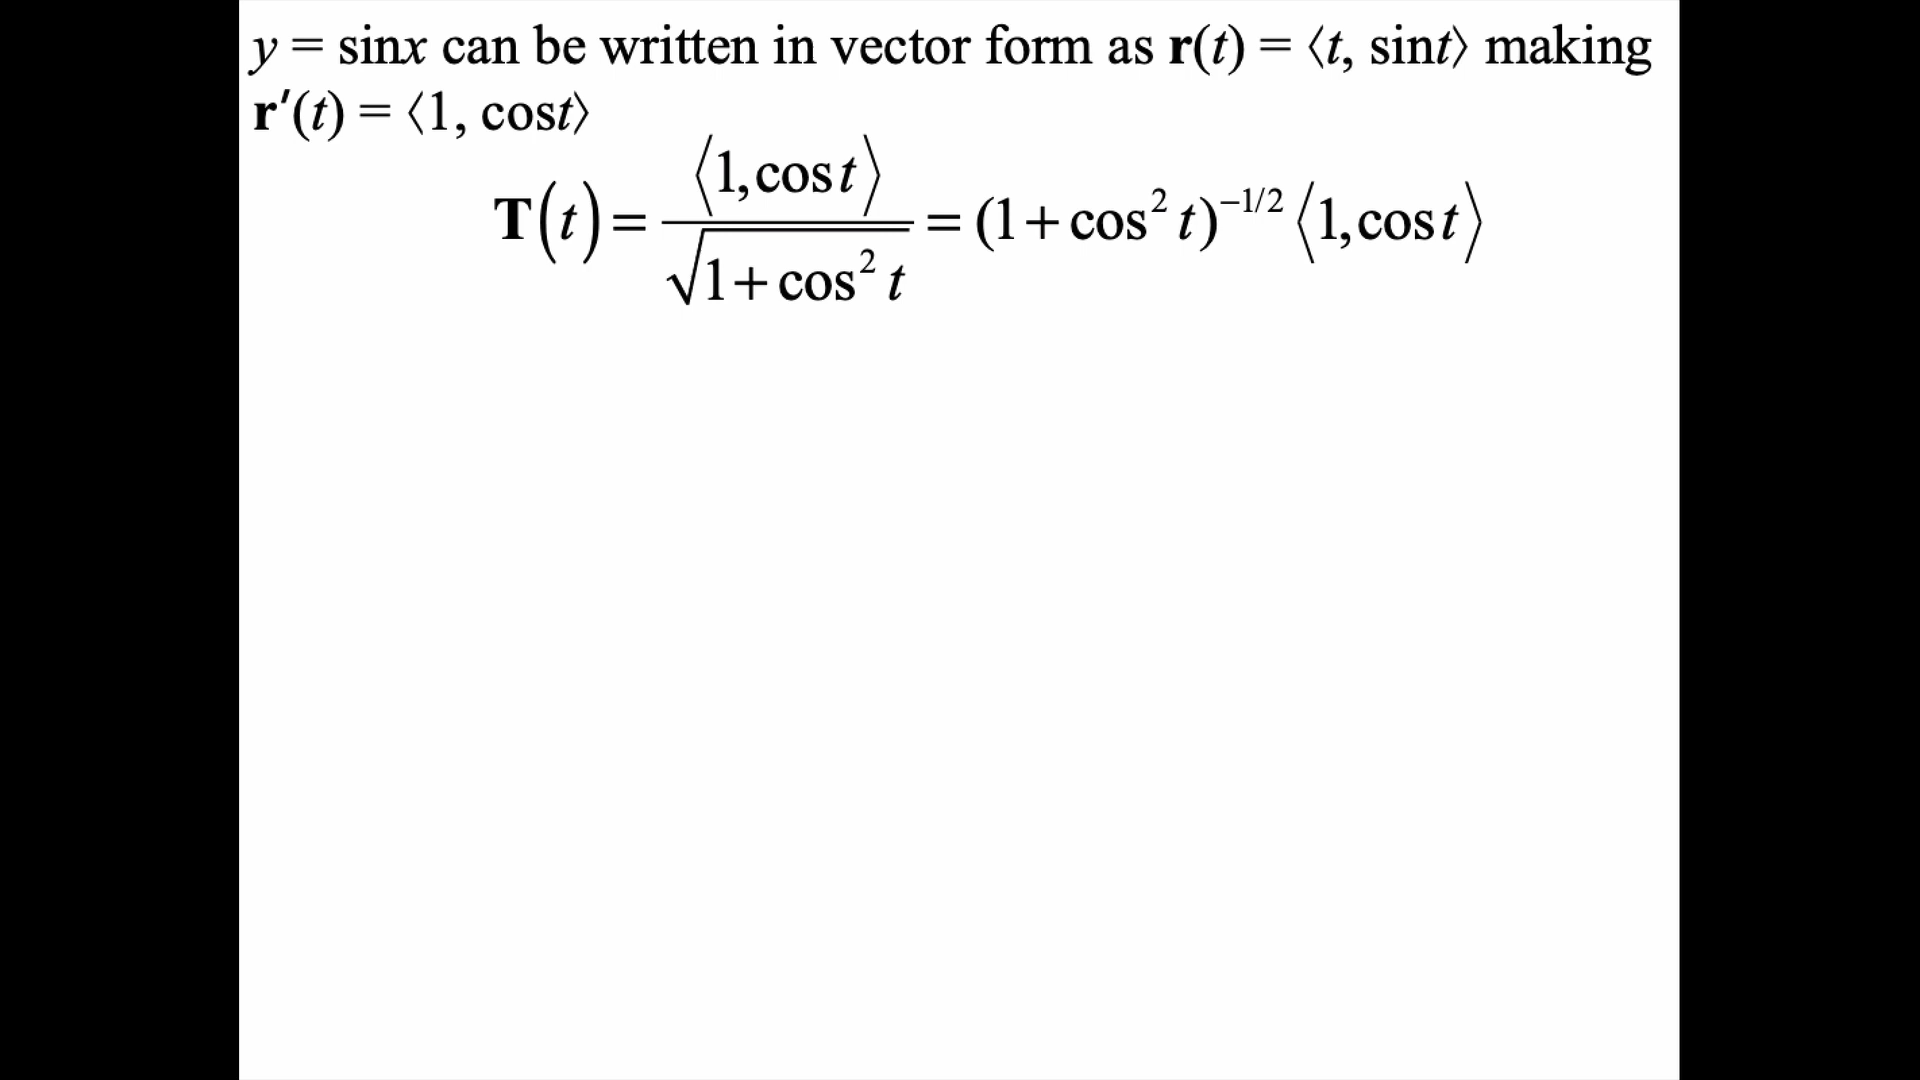 y = sinx can be written in vector form as r(t) = ⟨t, sint⟩ making
r′(t) = ⟨1, cost⟩
T(t) = ⟨1, cos t⟩ / √(1 + cos² t) = (1 + cos² t)^(−1/2) ⟨1, cos t⟩